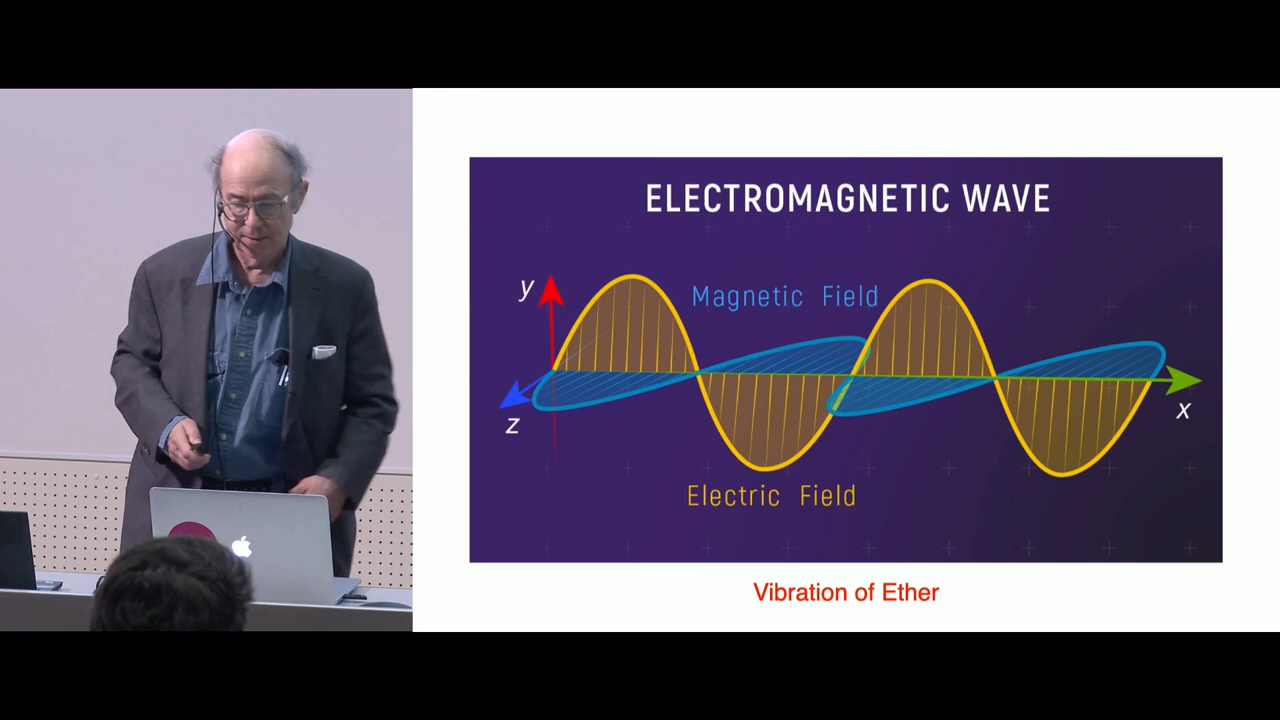 ELECTROMAGNETIC WAVE
y
Magnetic Field
z
x
Electric Field
Vibration of Ether